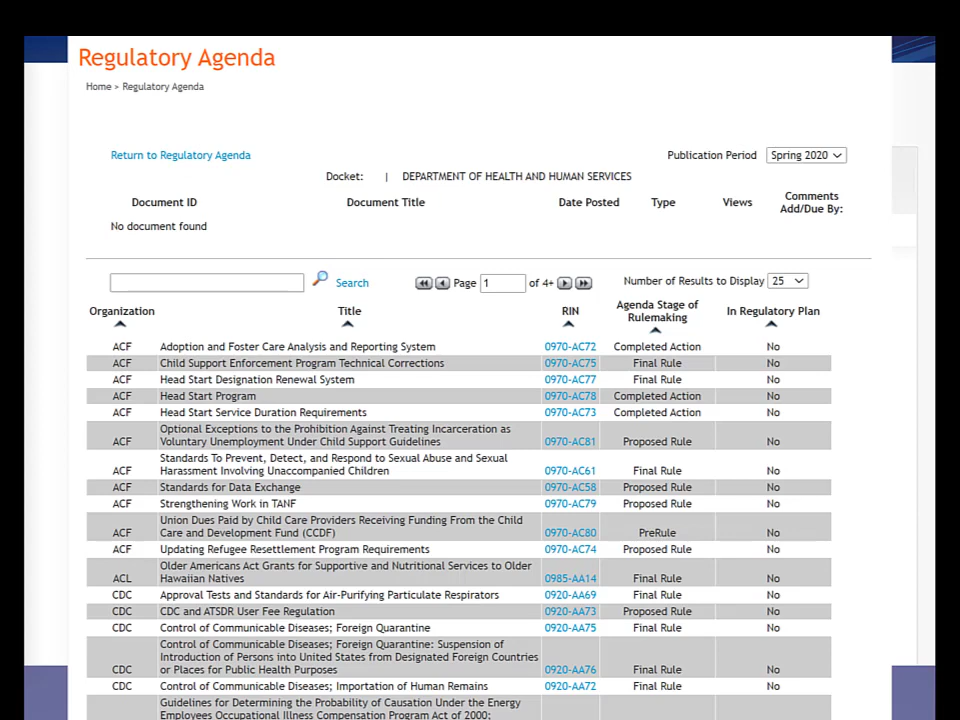 Regulatory Agenda
Home > Regulatory Agenda
Return to Regulatory Agenda
Publication Period Spring 2020
Docket: | DEPARTMENT OF HEALTH AND HUMAN SERVICES
Document ID Document Title Date Posted Type Views Comments Add/Due By:
No document found
Search Page 1 of 4+ Number of Results to Display 25
Organization Title RIN Agenda Stage of Rulemaking In Regulatory Plan
ACF Adoption and Foster Care Analysis and Reporting System 0970-AC72 Completed Action No
ACF Child Support Enforcement Program Technical Corrections 0970-AC75 Final Rule No
ACF Head Start Designation Renewal System 0970-AC77 Final Rule No
ACF Head Start Program 0970-AC78 Completed Action No
ACF Head Start Service Duration Requirements 0970-AC73 Completed Action No
Optional Exceptions to the Prohibition Against Treating Incarceration as
ACF Voluntary Unemployment Under Child Support Guidelines 0970-AC81 Proposed Rule No
Standards To Prevent, Detect, and Respond to Sexual Abuse and Sexual
ACF Harassment Involving Unaccompanied Children 0970-AC61 Final Rule No
ACF Standards for Data Exchange 0970-AC58 Proposed Rule No
ACF Strengthening Work in TANF 0970-AC79 Proposed Rule No
Union Dues Paid by Child Care Providers Receiving Funding From the Child
ACF Care and Development Fund (CCDF) 0970-AC80 PreRule No
ACF Updating Refugee Resettlement Program Requirements 0970-AC74 Proposed Rule No
Older Americans Act Grants for Supportive and Nutritional Services to Older
ACL Hawaiian Natives 0985-AA14 Final Rule No
CDC Approval Tests and Standards for Air-Purifying Particulate Respirators 0920-AA69 Final Rule No
CDC CDC and ATSDR User Fee Regulation 0920-AA73 Proposed Rule No
CDC Control of Communicable Diseases; Foreign Quarantine 0920-AA75 Final Rule No
Control of Communicable Diseases; Foreign Quarantine: Suspension of
Introduction of Persons into United States from Designated Foreign Countries
CDC or Places for Public Health Purposes 0920-AA76 Final Rule No
CDC Control of Communicable Diseases; Importation of Human Remains 0920-AA72 Final Rule No
Guidelines for Determining the Probability of Causation Under the Energy
Employees Occupational Illness Compensation Program Act of 2000;